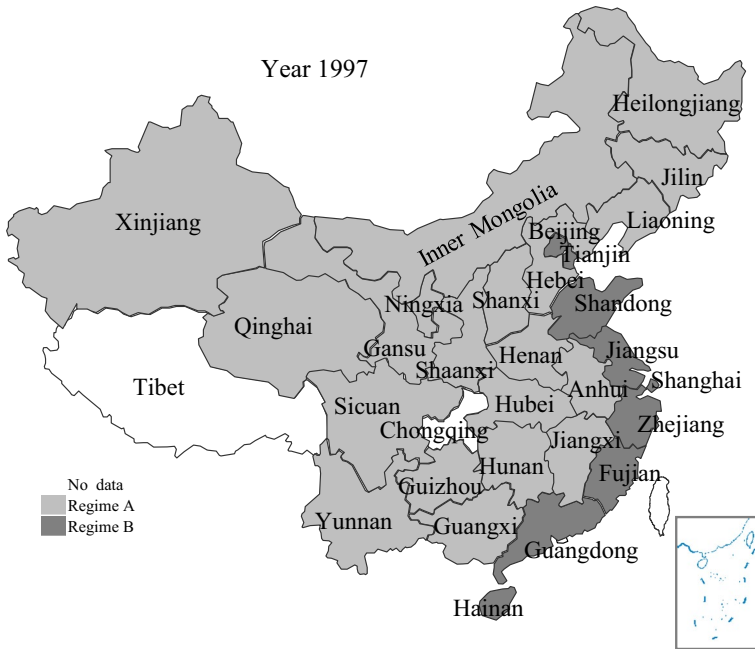 Year 1997
Heilongjiang
Jilin
Liaoning
Xinjiang
Inner Mongolia
Beijing
Tianjin
Hebei
Ningxia
Shanxi
Shandong
Qinghai
Gansu
Shaanxi
Henan
Jiangsu
Tibet
Sicuan
Anhui
Shanghai
Hubei
Chongqing
Zhejiang
Jiangxi
Hunan
Fujian
Guizhou
Yunnan
Guangxi
Guangdong
Hainan
No data
Regime A
Regime B